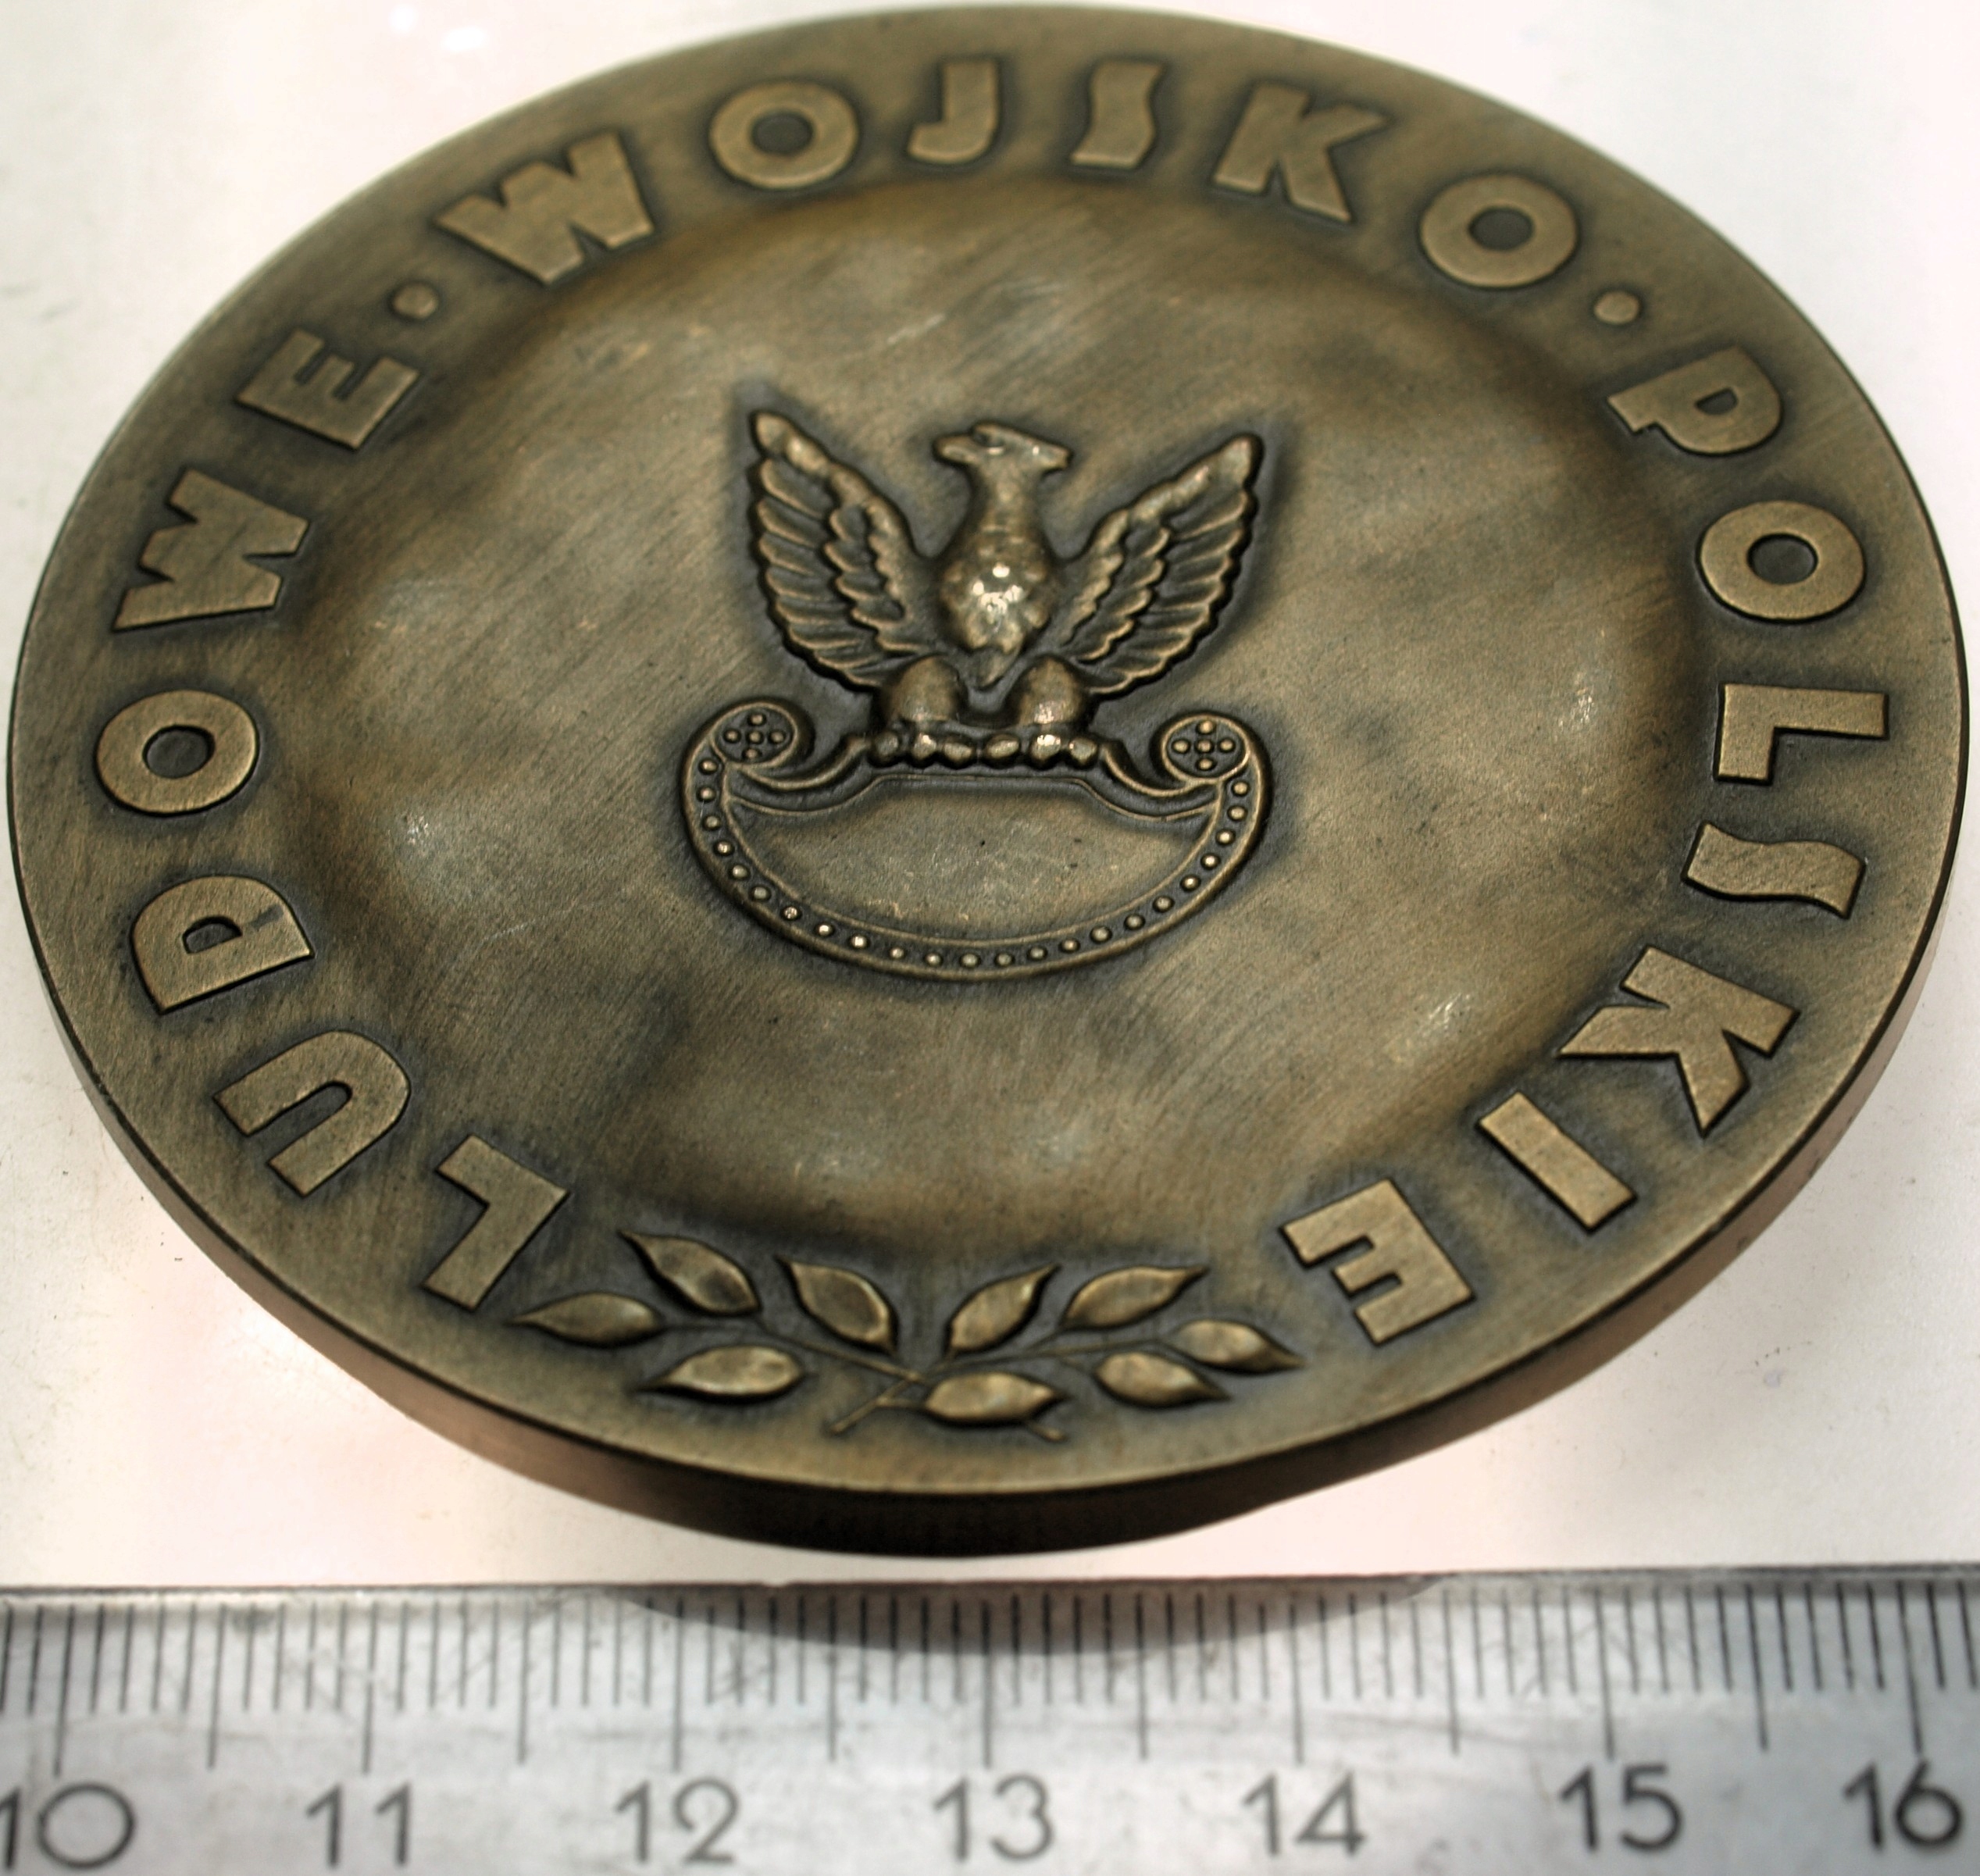 LUDOWE · WOJSKO · POLSKIE
10 11 12 13 14 15 16